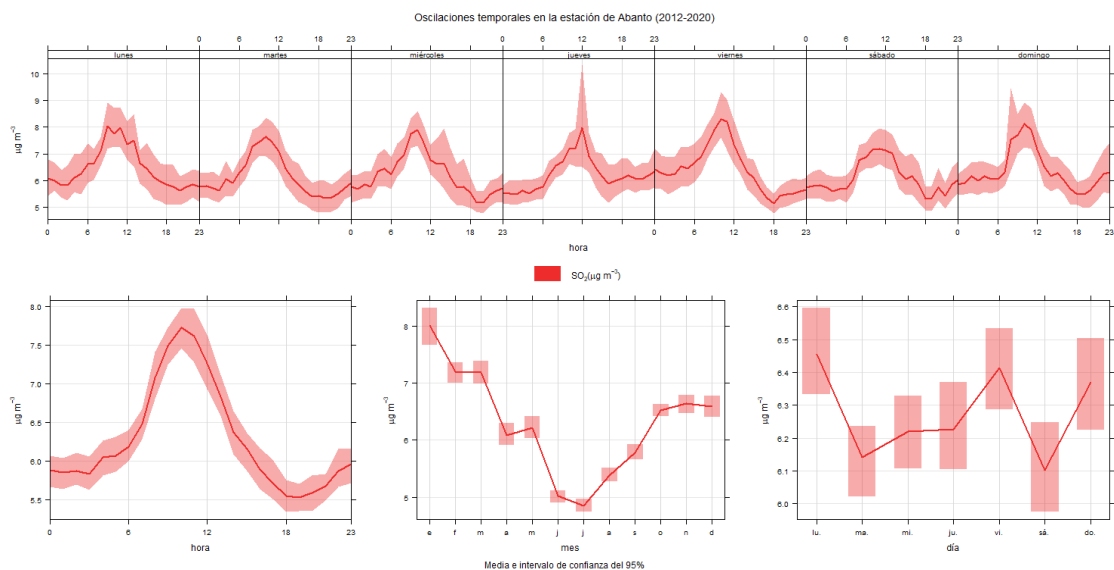 Oscilaciones temporales en la estación de Abanto (2012-2020)
0 6 12 18 23 0 6 12 18 23 0 6 12 18 23
lunes martes miércoles jueves viernes sábado domingo
10
9
8
7
6
5
µg m⁻³
0 6 12 18 23 0 6 12 18 23 0 6 12 18 23 0 6 12 18 23
hora
SO₂(µg m⁻³)
8.0
7.5
7.0
6.5
6.0
5.5
µg m⁻³
0 6 12 18 23
hora
8
7
6
5
µg m⁻³
e f m a m j j a s o n d
mes
6.6
6.5
6.4
6.3
6.2
6.1
6.0
µg m⁻³
lu. ma. mi. ju. vi. sá. do.
día
Media e intervalo de confianza del 95%